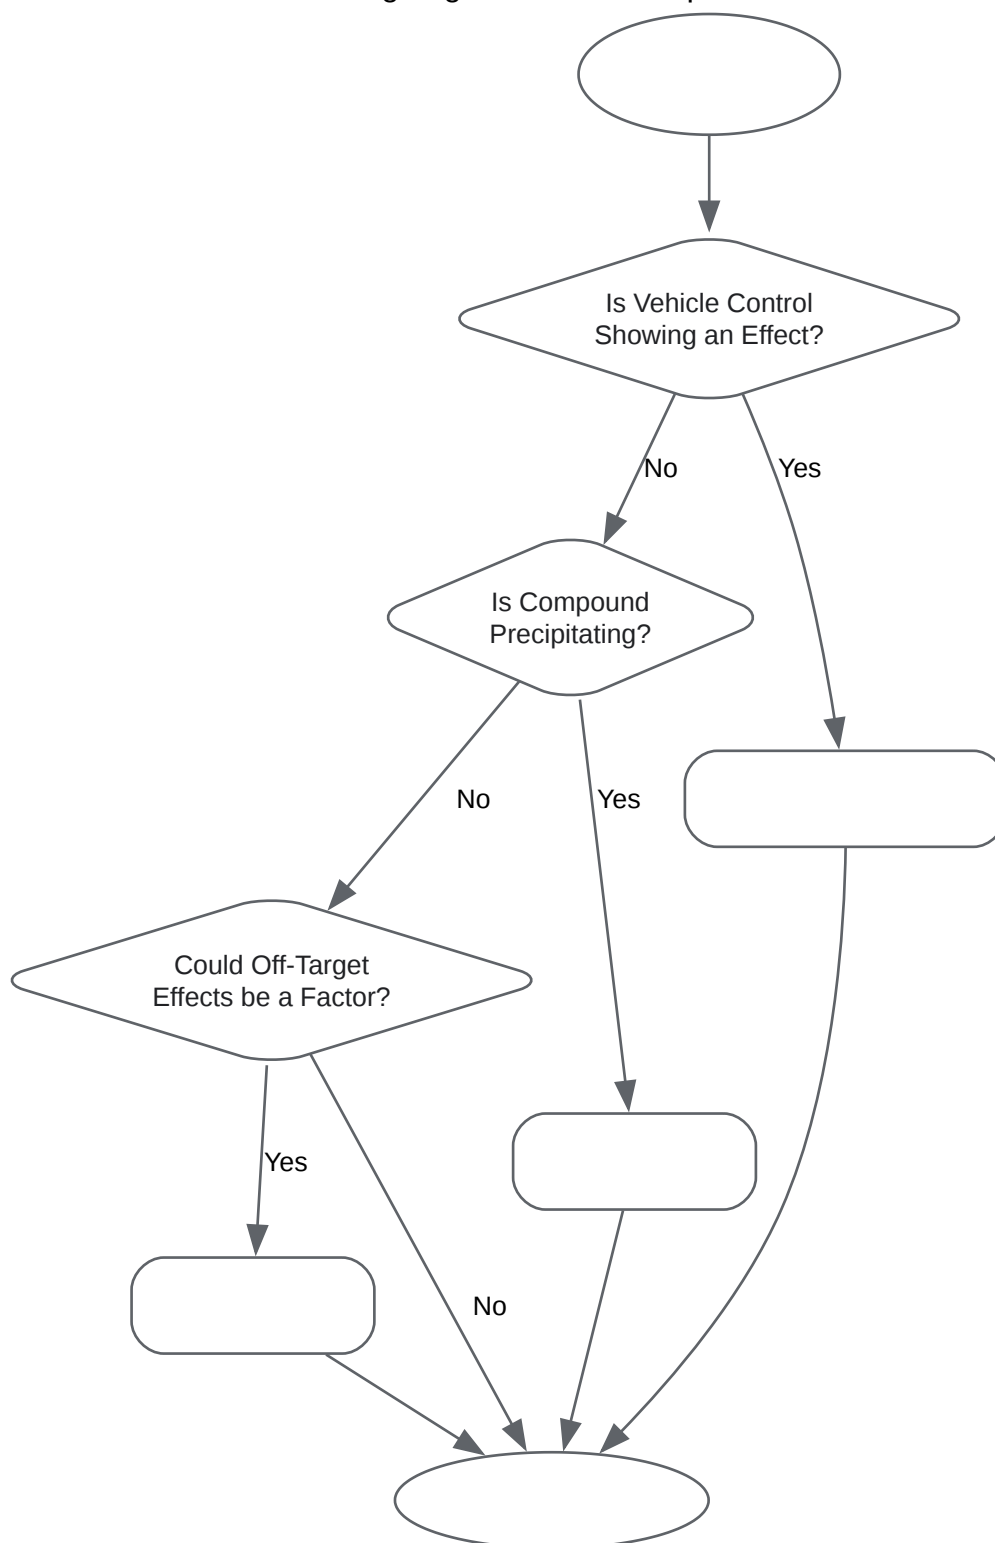 Is Vehicle Control
Showing an Effect?
No
Yes
Is Compound
Precipitating?
No
Yes
Could Off-Target
Effects be a Factor?
Yes
No